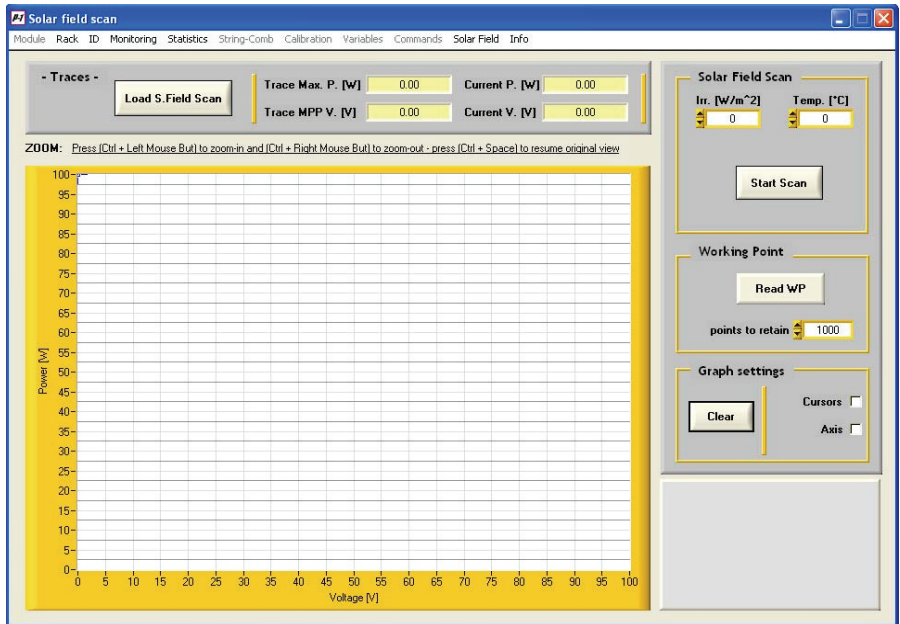 Solar field scan
Module Rack ID Monitoring Statistics String-Comb Calibration Variables Commands Solar Field Info
- Traces -
Load S.Field Scan
Trace Max. P. [W] 0.00 Current P. [W] 0.00
Trace MPP V. [V] 0.00 Current V. [V] 0.00
ZOOM: Press (Ctrl + Left Mouse But) to zoom-in and (Ctrl + Right Mouse But) to zoom-out - press (Ctrl + Space) to resume original view
Power [W]
100
95
90
85
80
75
70
65
60
55
50
45
40
35
30
25
20
15
10
5
0
0 5 10 15 20 25 30 35 40 45 50 55 60 65 70 75 80 85 90 95 100
Voltage [V]
Solar Field Scan
Irr. [W/m^2] Temp. [°C]
0 0
Start Scan
Working Point
Read WP
points to retain 1000
Graph settings
Clear
Cursors
Axis